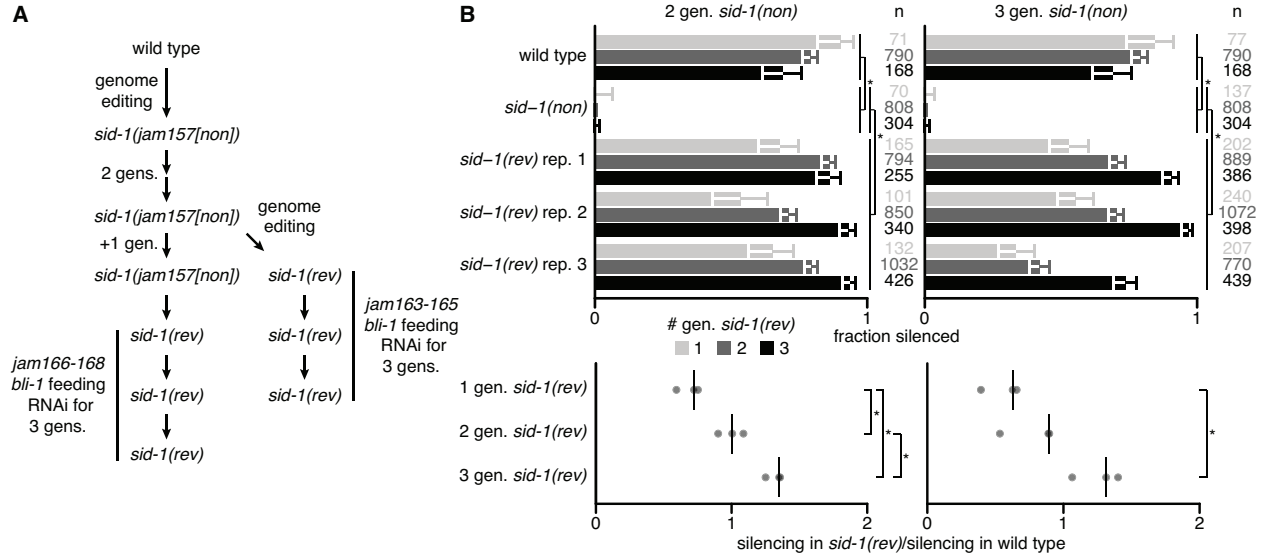 A
wild type
genome
editing
sid-1(jam157[non])
2 gens.
sid-1(jam157[non])
genome
editing
+1 gen.
sid-1(jam157[non])
sid-1(rev)
sid-1(rev)
sid-1(rev)
jam163-165
bli-1 feeding
RNAi for
3 gens.
sid-1(rev)
sid-1(rev)
sid-1(rev)
jam166-168
bli-1 feeding
RNAi for
3 gens.
B
2 gen. sid-1(non) n 3 gen. sid-1(non) n
wild type
71 77
790 790
168 168
*  *
sid−1(non)
70 137
808 808
304 304
*  *
sid−1(rev) rep. 1
165 202
794 889
255 386
sid−1(rev) rep. 2
101 240
850 1072
340 398
sid−1(rev) rep. 3
132 207
1032 770
426 439
0 1 0 1
fraction silenced
# gen. sid-1(rev)
1 2 3
1 gen. sid-1(rev)
2 gen. sid-1(rev)
3 gen. sid-1(rev)
* * * *
0 1 2 0 1 2
silencing in sid-1(rev)/silencing in wild type